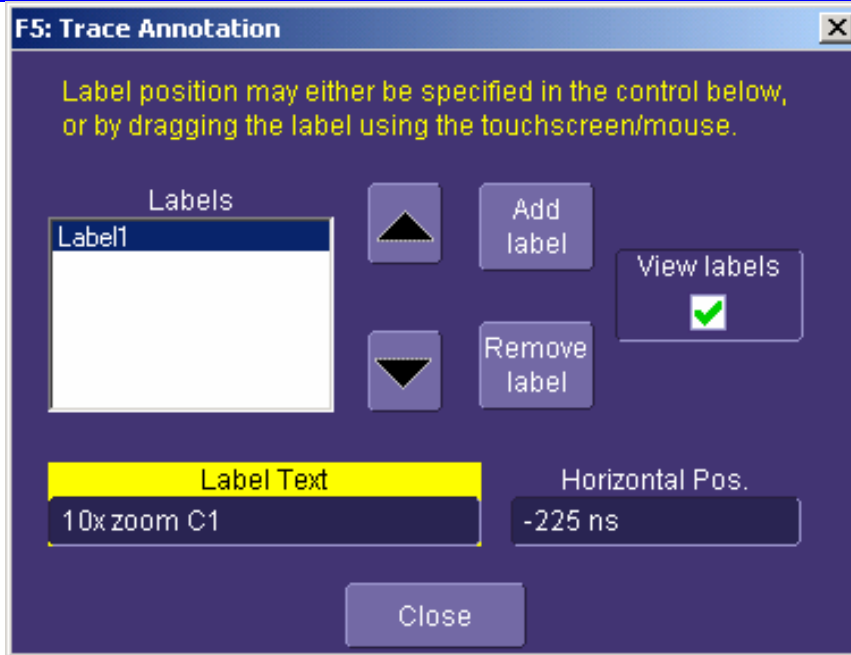 F5: Trace Annotation
Label position may either be specified in the control below,
or by dragging the label using the touchscreen/mouse.
Labels
Label1
Add
label
View labels
Remove
label
Label Text
10x zoom C1
Horizontal Pos.
-225 ns
Close